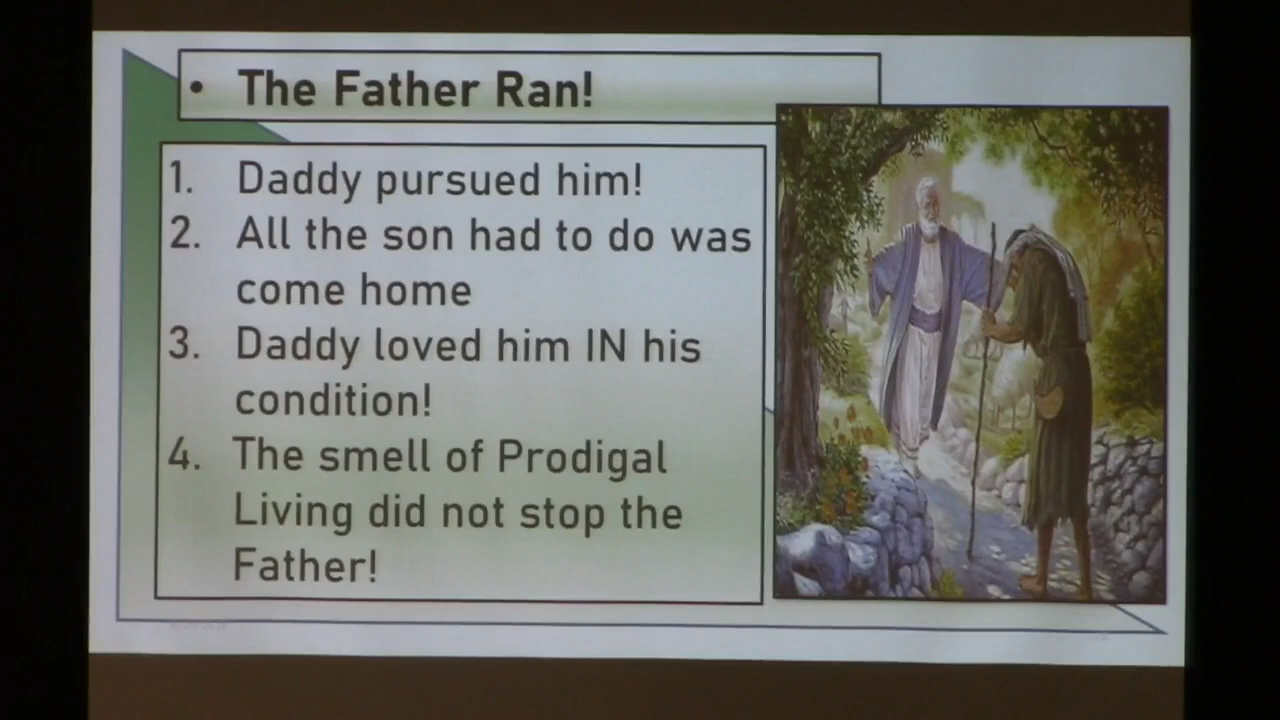 • The Father Ran!
1. Daddy pursued him!
2. All the son had to do was
come home
3. Daddy loved him IN his
condition!
4. The smell of Prodigal
Living did not stop the
Father!